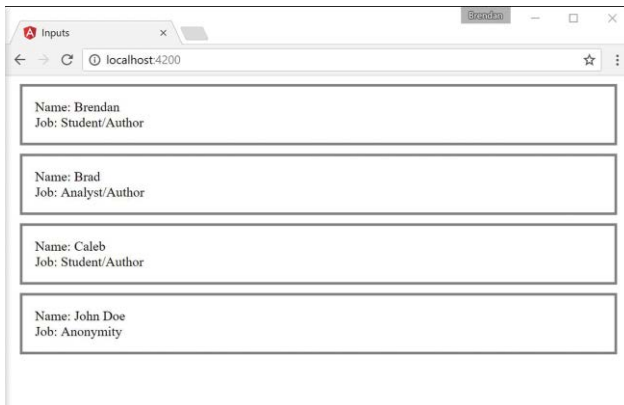 Brendan
Inputs
localhost:4200
Name: Brendan
Job: Student/Author
Name: Brad
Job: Analyst/Author
Name: Caleb
Job: Student/Author
Name: John Doe
Job: Anonymity